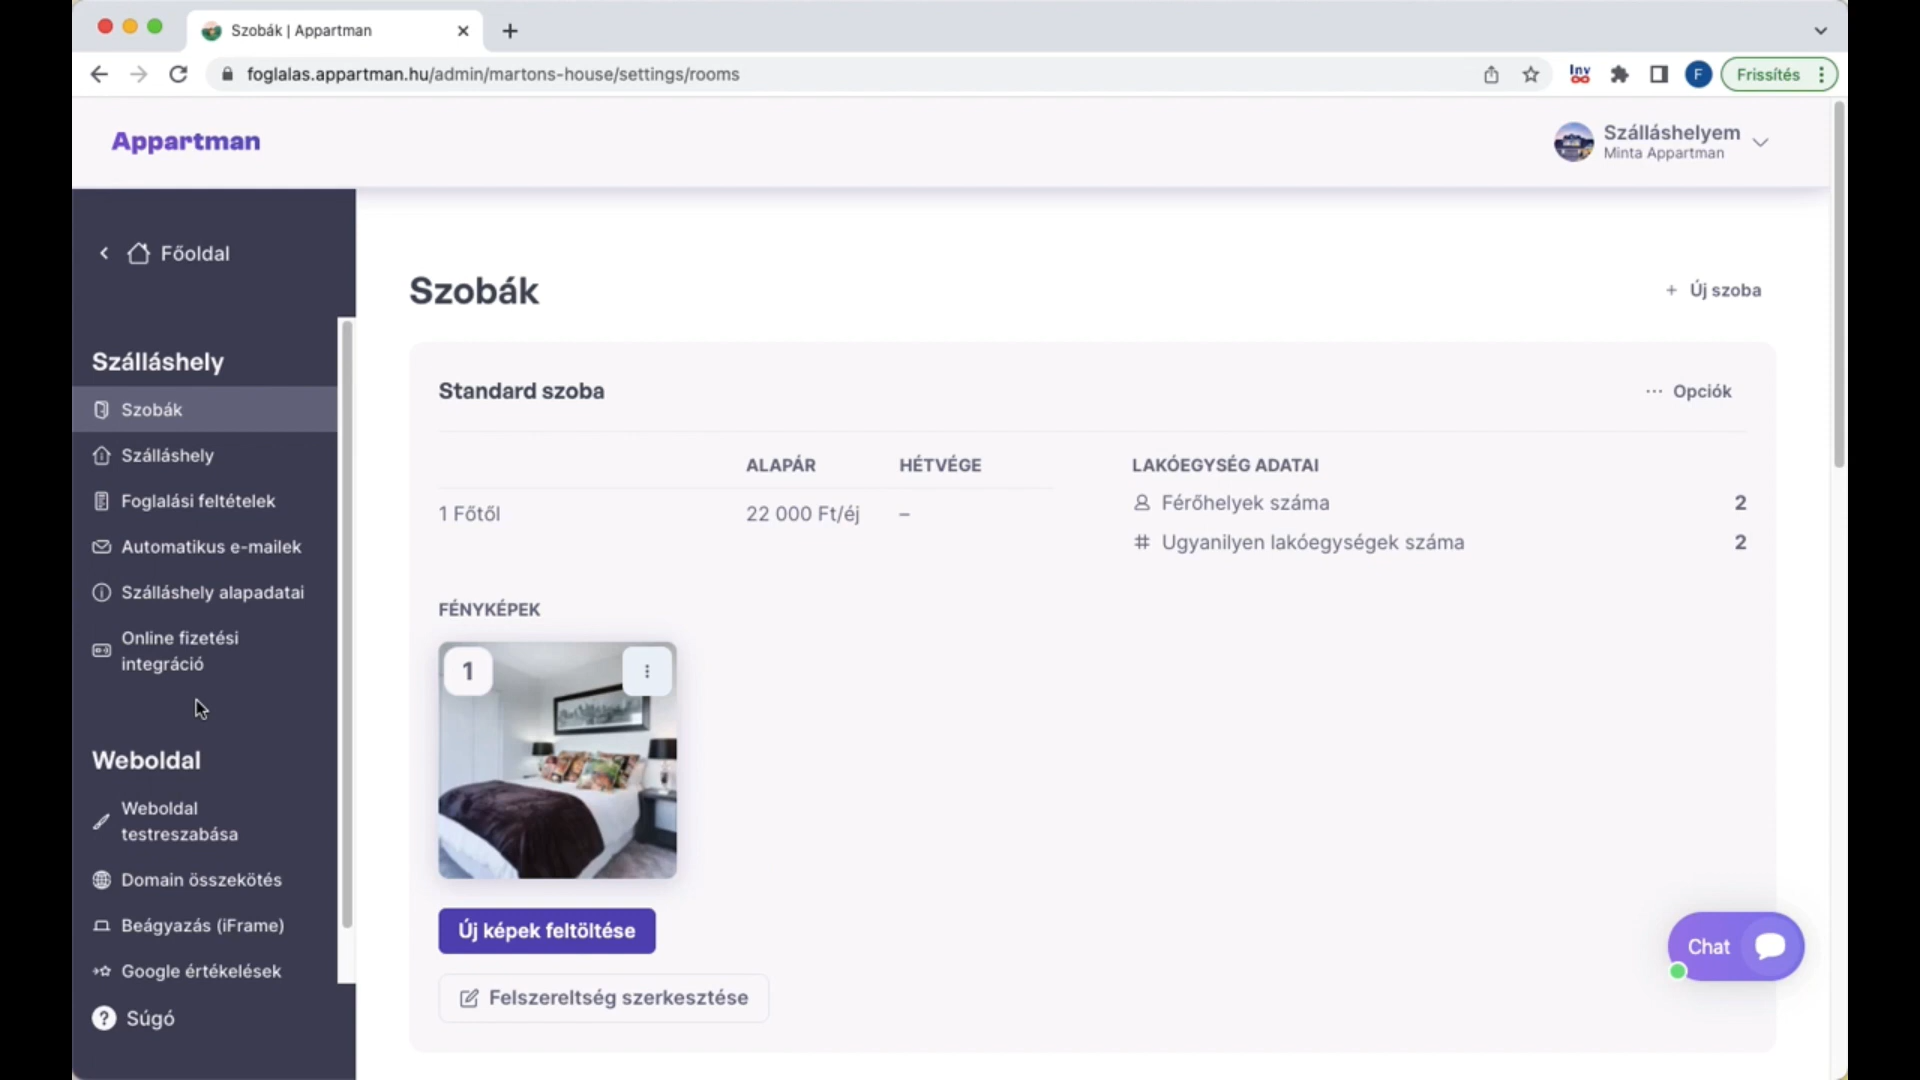 Szobák | Appartman
foglalas.appartman.hu/admin/martons-house/settings/rooms
Inv
F
Frissítés
Appartman
Szálláshelyem
Minta Appartman
Főoldal
Szálláshely
Szobák
Szálláshely
Foglalási feltételek
Automatikus e-mailek
Szálláshely alapadatai
Online fizetési
integráció
Weboldal
Weboldal
testreszabása
Domain összekötés
Beágyazás (iFrame)
Google értékelések
? Súgó
Szobák
+ Új szoba
Standard szoba
··· Opciók
ALAPÁR HÉTVÉGE
1 Főtől 22 000 Ft/éj –
LAKÓEGYSÉG ADATAI
Férőhelyek száma 2
# Ugyanilyen lakóegységek száma 2
FÉNYKÉPEK
1
Új képek feltöltése
Felszereltség szerkesztése
Chat